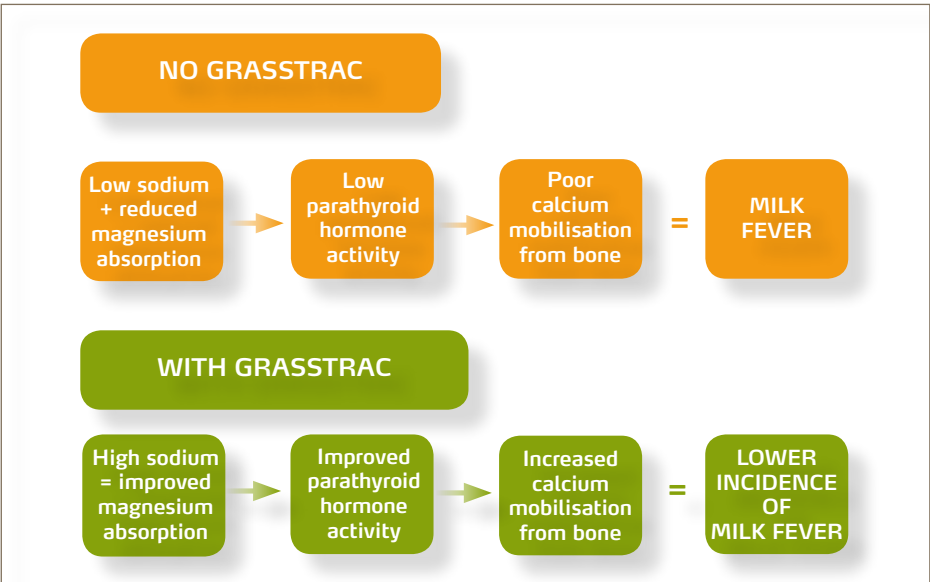 NO GRASSTRAC
Low sodium
+ reduced
magnesium
absorption
Low
parathyroid
hormone
activity
Poor
calcium
mobilisation
from bone
=
MILK
FEVER
WITH GRASSTRAC
High sodium
= improved
magnesium
absorption
Improved
parathyroid
hormone
activity
Increased
calcium
mobilisation
from bone
=
LOWER
INCIDENCE
OF
MILK FEVER